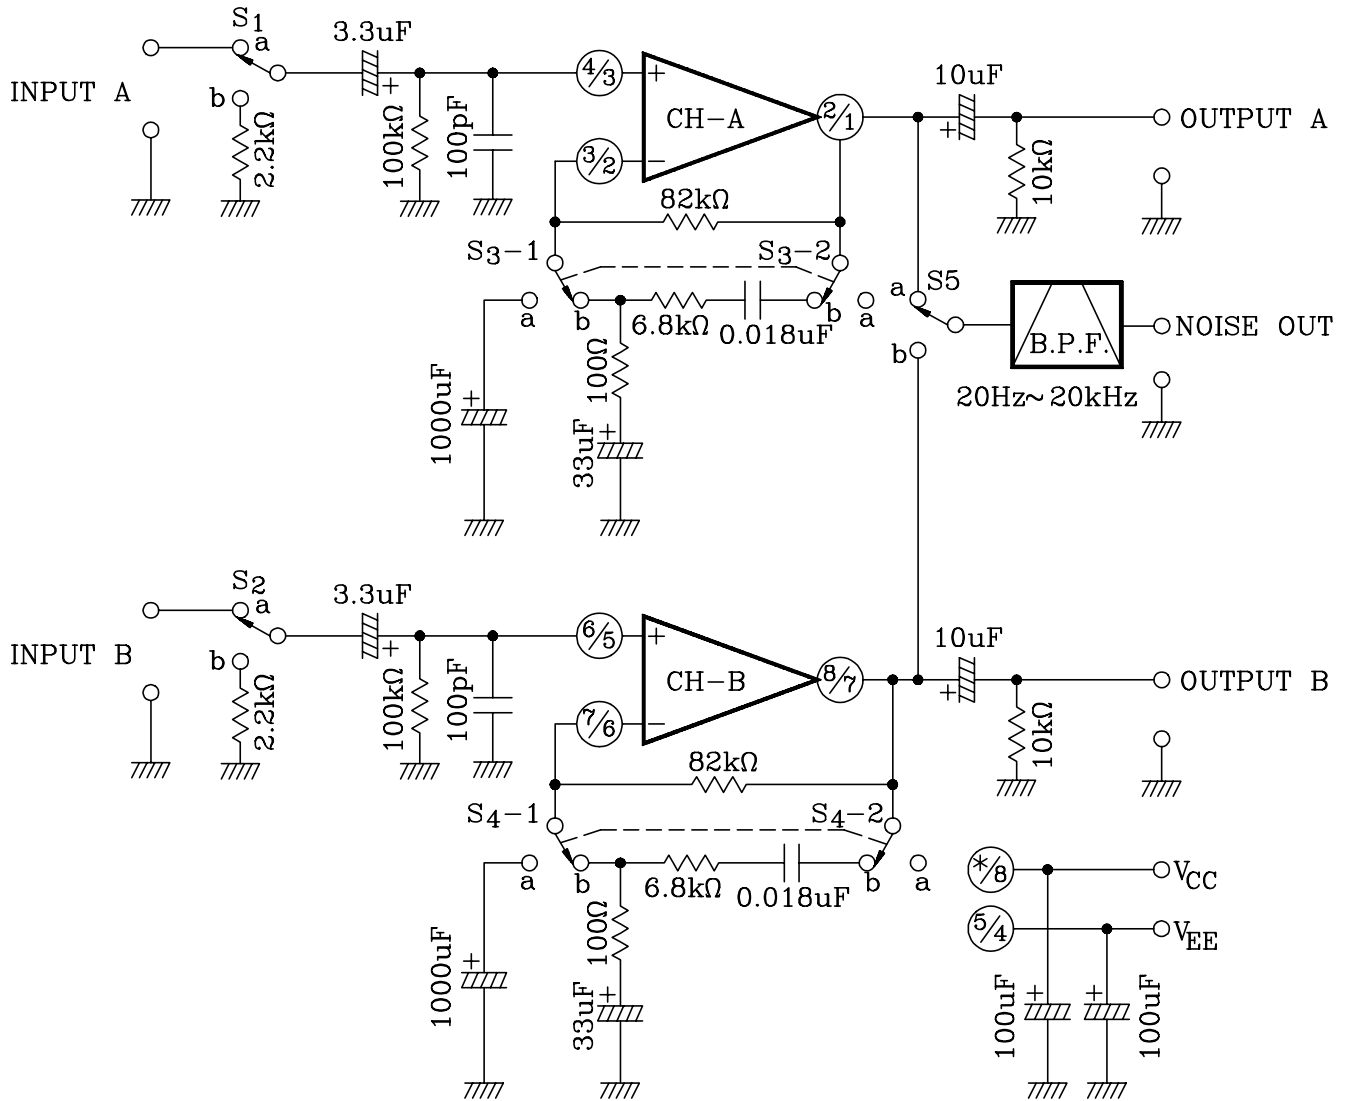 S1
a
3.3uF
+
INPUT A
b
2.2kΩ
100kΩ
100pF
4/3
+
CH-A
2/1
3/2
−
82kΩ
10uF
+
OUTPUT A
10kΩ
S3-1
S3-2
a
b
6.8kΩ
0.018uF
b
a
a
S5
b
B.P.F.
NOISE OUT
20Hz~20kHz
100Ω
1000uF
+
33uF
+
S2
a
3.3uF
+
INPUT B
b
2.2kΩ
100kΩ
100pF
6/5
+
CH-B
8/7
7/6
−
82kΩ
10uF
+
OUTPUT B
10kΩ
S4-1
S4-2
a
b
6.8kΩ
0.018uF
b
a
100Ω
1000uF
+
33uF
+
*/8
VCC
5/4
VEE
100uF
+
+
100uF